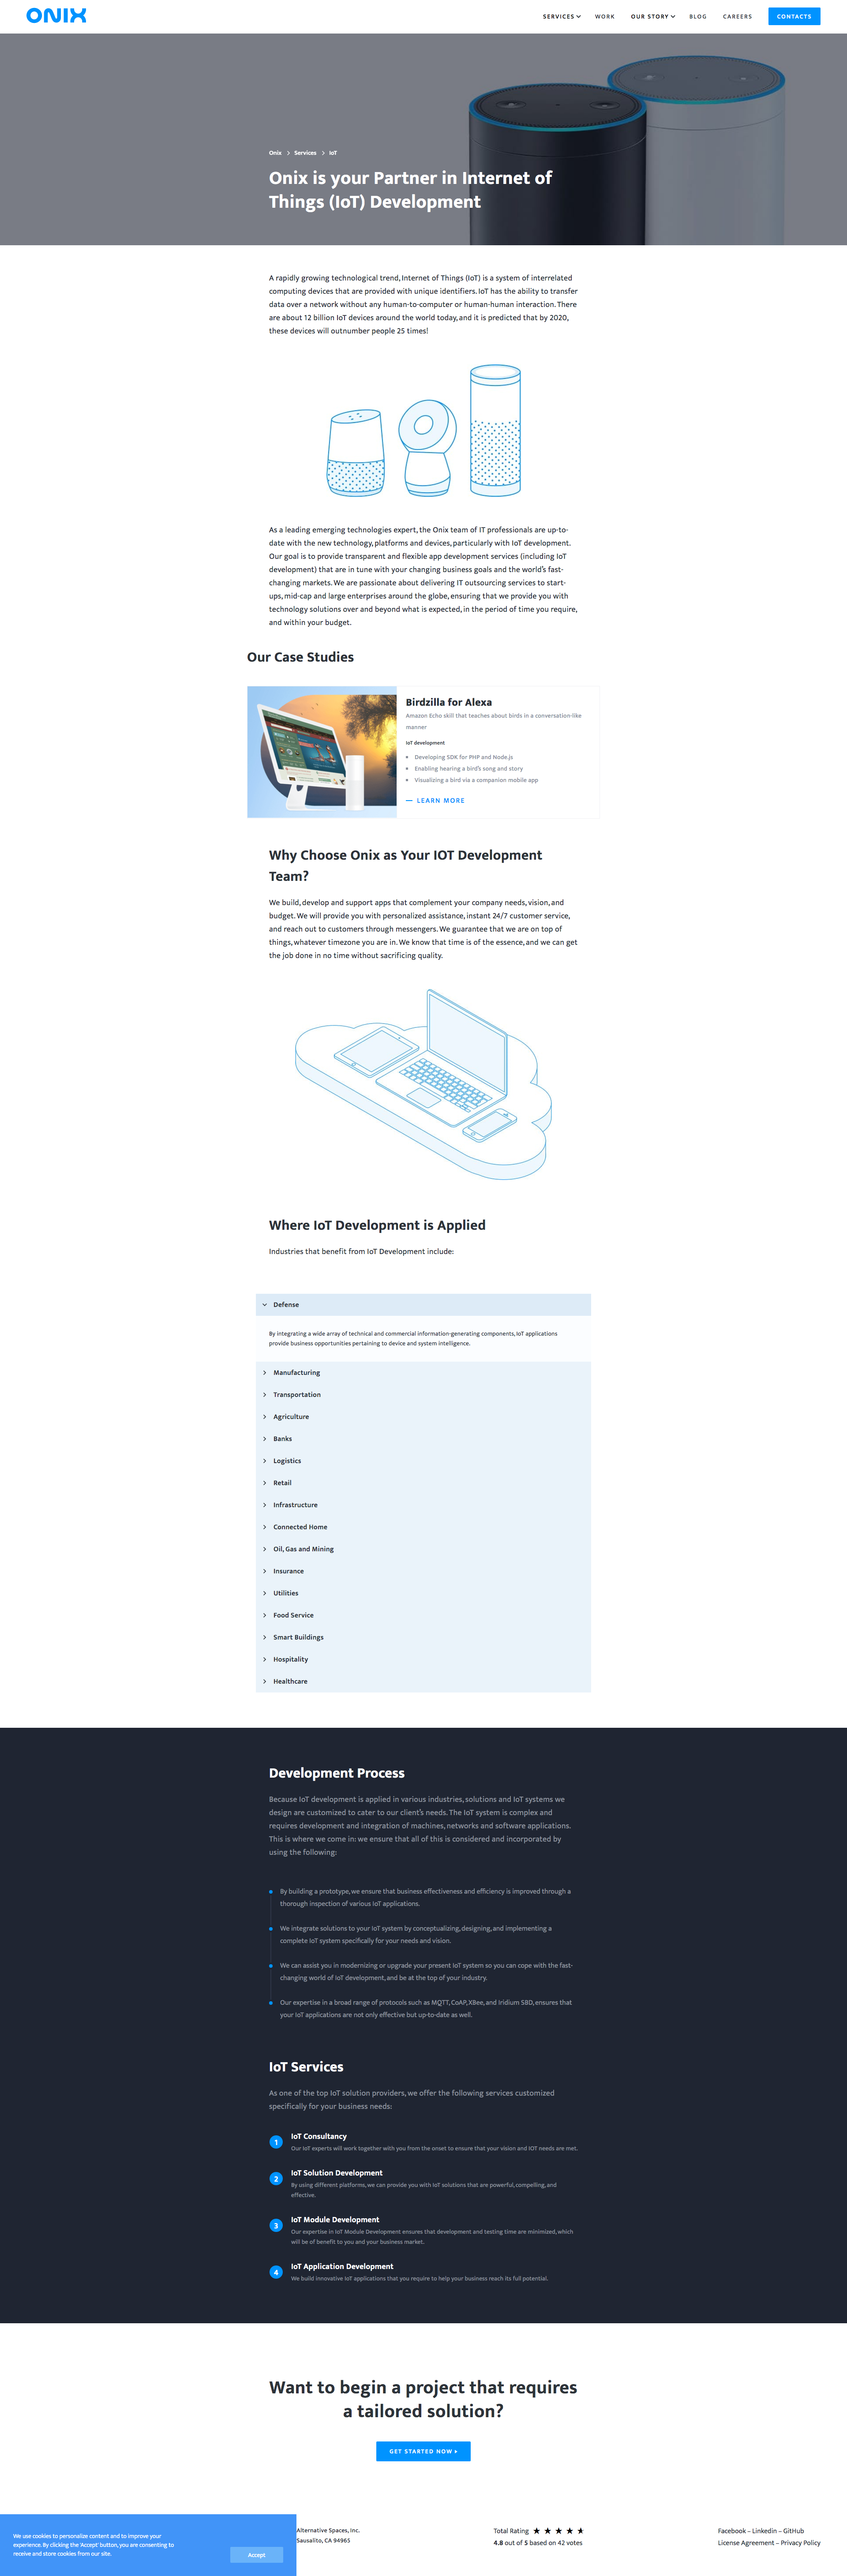 ONIX
SERVICES
WORK
OUR STORY
BLOG
CAREERS
CONTACTS
Onix > Services > IoT
Onix is your Partner in Internet of
Things (IoT) Development
A rapidly growing technological trend, Internet of Things (IoT) is a system of interrelated
computing devices that are provided with unique identifiers. IoT has the ability to transfer
data over a network without any human-to-computer or human-human interaction. There
are about 12 billion IoT devices around the world today, and it is predicted that by 2020,
these devices will outnumber people 25 times!
As a leading emerging technologies expert, the Onix team of IT professionals are up-to-
date with the new technology, platforms and devices, particularly with IoT development.
Our goal is to provide transparent and flexible app development services (including IoT
development) that are in tune with your changing business goals and the world's fast-
changing markets. We are passionate about delivering IT outsourcing services to start-
ups, mid-cap and large enterprises around the globe, ensuring that we provide you with
technology solutions over and beyond what is expected, in the period of time you require,
and within your budget.
Our Case Studies
Birdzilla for Alexa
Amazon Echo skill that teaches about birds in a conversation-like
manner
IoT development
Developing SDK for PHP and Node.js
Enabling hearing a bird's song and story
Visualizing a bird via a companion mobile app
LEARN MORE
Why Choose Onix as Your IOT Development
Team?
We build, develop and support apps that complement your company needs, vision, and
budget. We will provide you with personalized assistance, instant 24/7 customer service,
and reach out to customers through messengers. We guarantee that we are on top of
things, whatever timezone you are in. We know that time is of the essence, and we can get
the job done in no time without sacrificing quality.
Where IoT Development is Applied
Industries that benefit from IoT Development include:
Defense
By integrating a wide array of technical and commercial information-generating components, IoT applications
provide business opportunities pertaining to device and system intelligence.
Manufacturing
Transportation
Agriculture
Banks
Logistics
Retail
Infrastructure
Connected Home
Oil, Gas and Mining
Insurance
Utilities
Food Service
Smart Buildings
Hospitality
Healthcare
Development Process
Because IoT development is applied in various industries, solutions and IoT systems we
design are customized to cater to our client's needs. The IoT system is complex and
requires development and integration of machines, networks and software applications.
This is where we come in: we ensure that all of this is considered and incorporated by
using the following:
By building a prototype, we ensure that business effectiveness and efficiency is improved through a
thorough inspection of various IoT applications.
We integrate solutions to your IoT system by conceptualizing, designing, and implementing a
complete IoT system specifically for your needs and vision.
We can assist you in modernizing or upgrade your present IoT system so you can cope with the fast-
changing world of IoT development, and be at the top of your industry.
Our expertise in a broad range of protocols such as MQTT, CoAP, XBee, and Iridium SBD, ensures that
your IoT applications are not only effective but up-to-date as well.
IoT Services
As one of the top IoT solution providers, we offer the following services customized
specifically for your business needs:
1 IoT Consultancy
Our IoT experts will work together with you from the onset to ensure that your vision and IOT needs are met.
2 IoT Solution Development
By using different platforms, we can provide you with IoT solutions that are powerful, compelling, and
effective.
3 IoT Module Development
Our expertise in IoT Module Development ensures that development and testing time are minimized, which
will be of benefit to you and your business market.
4 IoT Application Development
We build innovative IoT applications that you require to help your business reach its full potential.
Want to begin a project that requires
a tailored solution?
GET STARTED NOW
We use cookies to personalize content and to improve your
experience. By clicking the 'Accept' button, you are consenting to
receive and store cookies from our site.
Accept
Alternative Spaces, Inc.
Sausalito, CA 94965
Total Rating ★ ★ ★ ★
4.8 out of 5 based on 42 votes
Facebook – Linkedin – GitHub
License Agreement – Privacy Policy